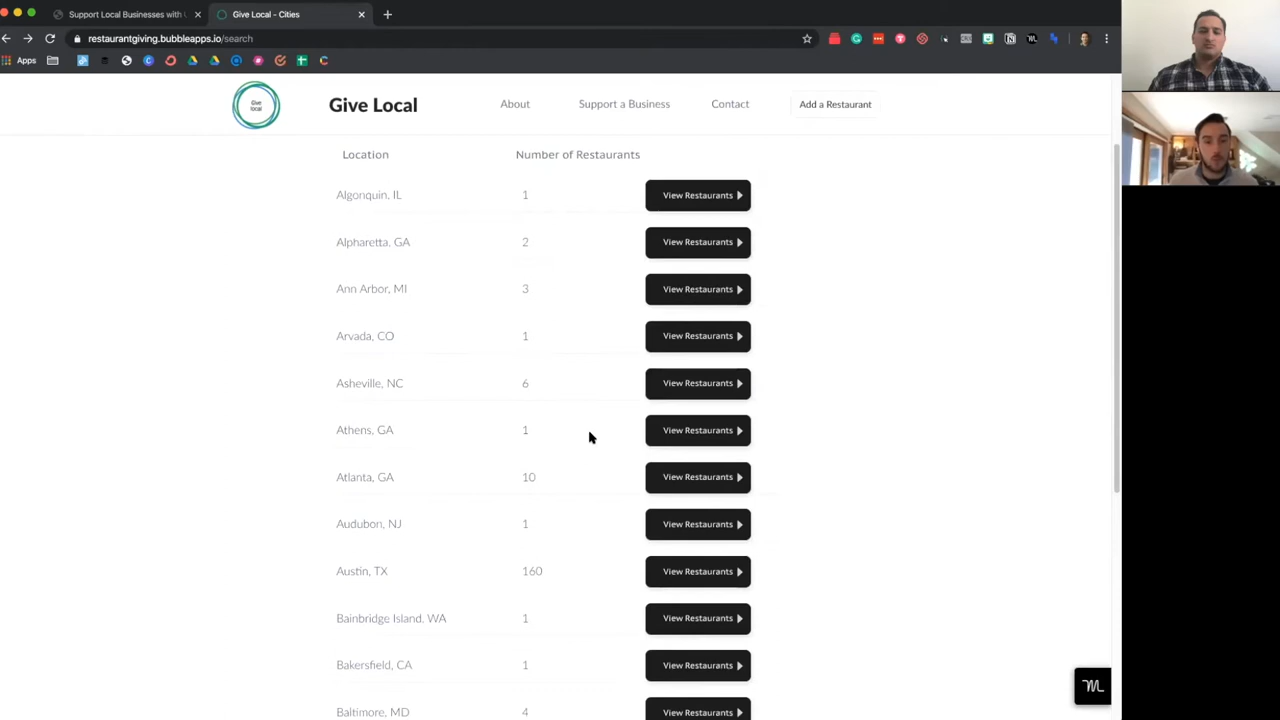 Support Local Businesses with
Give Local - Cities
restaurantgiving.bubbleapps.io/search
Apps
Give local
Give Local
About
Support a Business
Contact
Add a Restaurant
Location
Number of Restaurants
Algonquin, IL 1 View Restaurants
Alpharetta, GA 2 View Restaurants
Ann Arbor, MI 3 View Restaurants
Arvada, CO 1 View Restaurants
Asheville, NC 6 View Restaurants
Athens, GA 1 View Restaurants
Atlanta, GA 10 View Restaurants
Audubon, NJ 1 View Restaurants
Austin, TX 160 View Restaurants
Bainbridge Island, WA 1 View Restaurants
Bakersfield, CA 1 View Restaurants
Baltimore, MD 4 View Restaurants